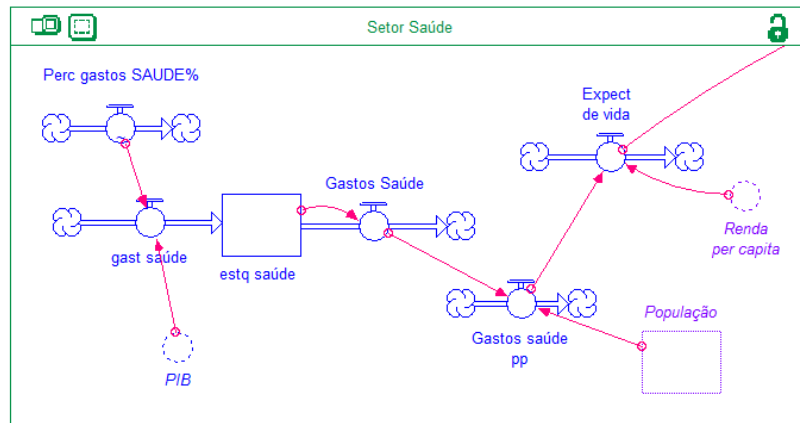 Setor Saúde
Perc gastos SAUDE%
Expect
de vida
Gastos Saúde
gast saúde
estq saúde
Renda
per capita
População
Gastos saúde
pp
PIB